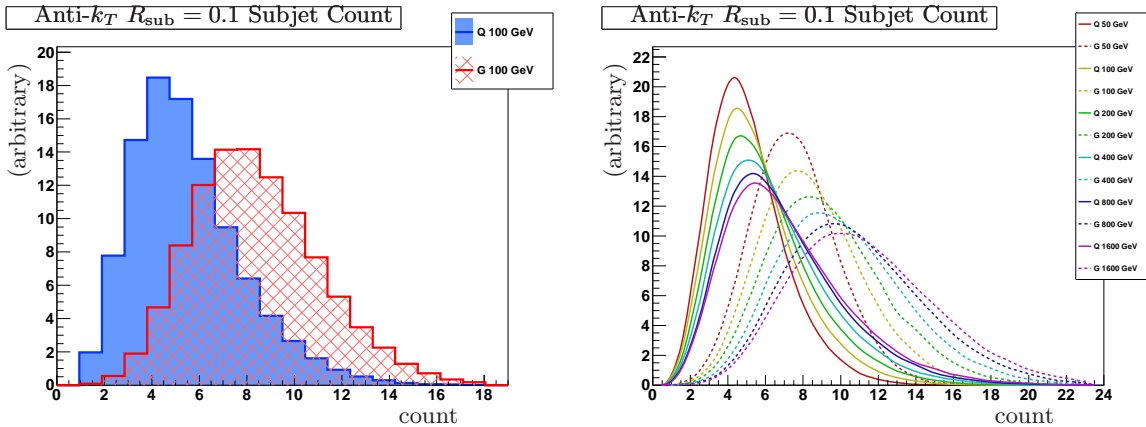 Anti-k_T R_sub = 0.1 Subjet Count
Q 100 GeV
G 100 GeV
(arbitrary)
20
18
16
14
12
10
8
6
4
2
0
0 2 4 6 8 10 12 14 16 18
count
Anti-k_T R_sub = 0.1 Subjet Count
Q 50 GeV
G 50 GeV
Q 100 GeV
G 100 GeV
Q 200 GeV
G 200 GeV
Q 400 GeV
G 400 GeV
Q 800 GeV
G 800 GeV
Q 1600 GeV
G 1600 GeV
(arbitrary)
22
20
18
16
14
12
10
8
6
4
2
0
0 2 4 6 8 10 12 14 16 18 20 22 24
count